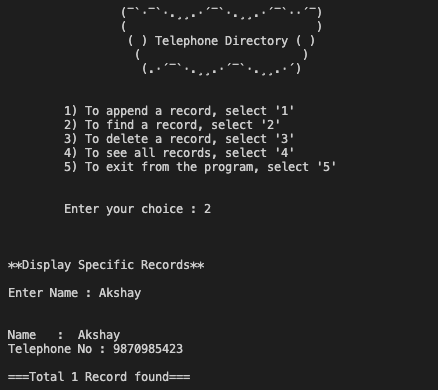 ( ) Telephone Directory ( )
1) To append a record, select '1'
2) To find a record, select '2'
3) To delete a record, select '3'
4) To see all records, select '4'
5) To exit from the program, select '5'
Enter your choice : 2
**Display Specific Records**
Enter Name : Akshay
Name : Akshay
Telephone No : 9870985423
===Total 1 Record found===